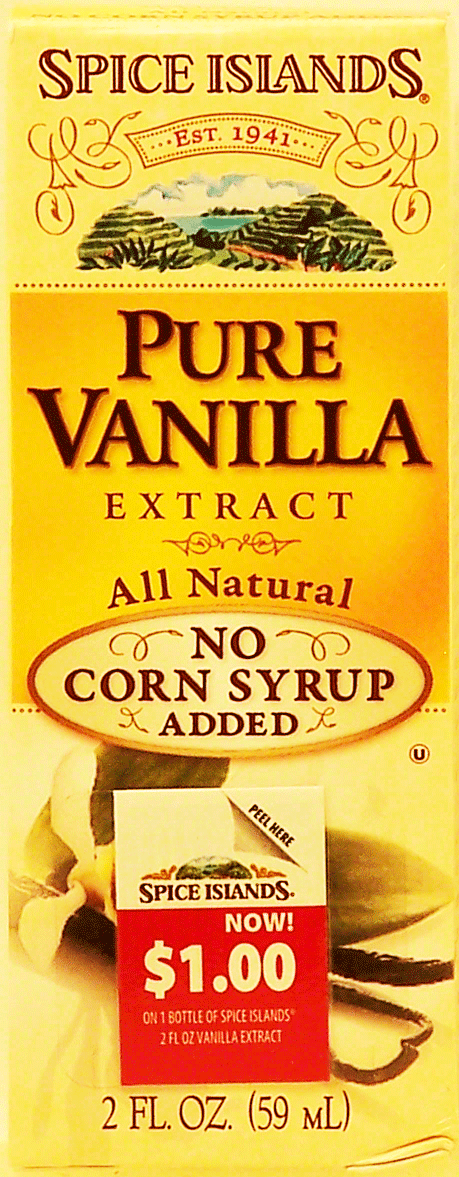 SPICE ISLANDS®
EST. 1941
PURE
VANILLA
EXTRACT
All Natural
NO
CORN SYRUP
ADDED
U
PEEL HERE
SPICE ISLANDS®
NOW!
$1.00
ON 1 BOTTLE OF SPICE ISLANDS®
2 FL OZ VANILLA EXTRACT
2 FL. OZ. (59 mL)